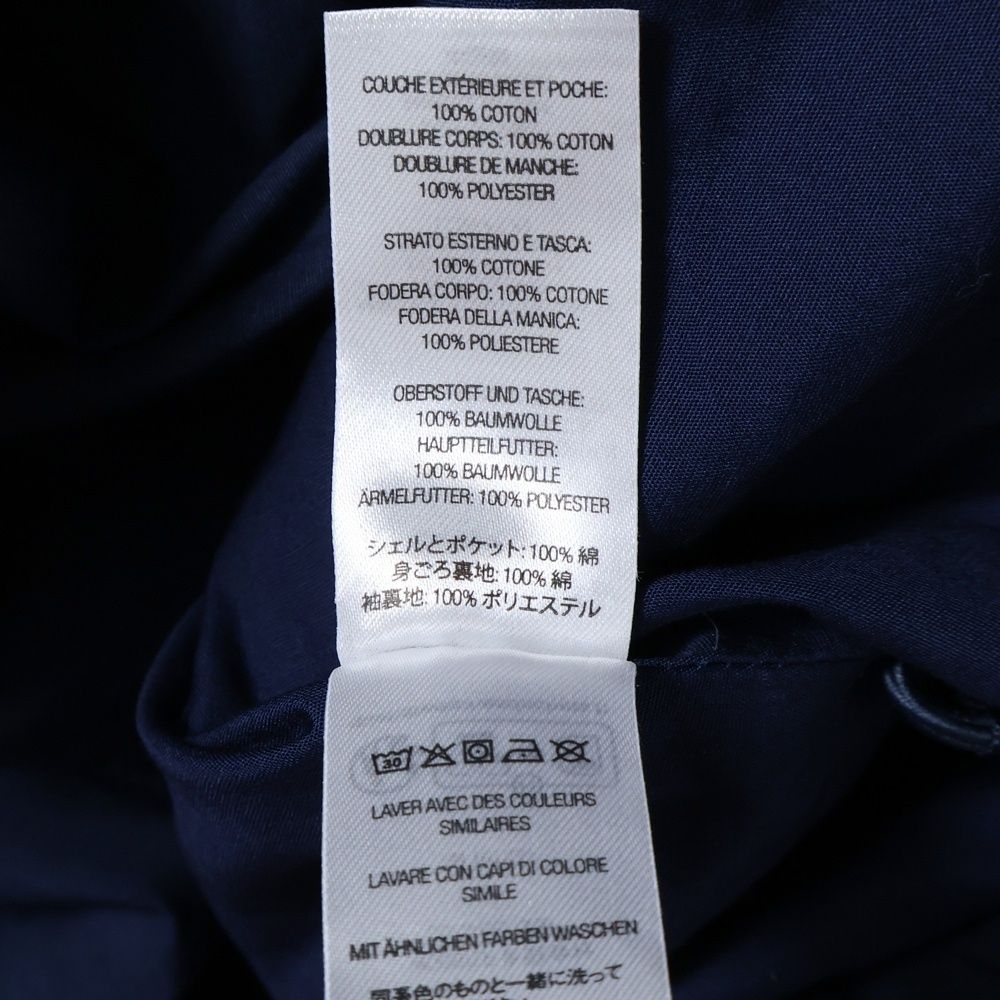 COUCHE EXTÉRIEURE ET POCHE:
100% COTON
DOUBLURE CORPS: 100% COTON
DOUBLURE DE MANCHE:
100% POLYESTER
STRATO ESTERNO E TASCA:
100% COTONE
FODERA CORPO: 100% COTONE
FODERA DELLA MANICA:
100% POLIESTERE
OBERSTOFF UND TASCHE:
100% BAUMWOLLE
HAUPTTEILFUTTER:
100% BAUMWOLLE
ÄRMELFUTTER: 100% POLYESTER
シェルとポケット: 100% 綿
身ごろ裏地: 100% 綿
袖裏地: 100% ポリエステル
30
LAVER AVEC DES COULEURS
SIMILAIRES
LAVARE CON CAPI DI COLORE
SIMILE
MIT ÄHNLICHEN FARBEN WASCHEN
同系色のものと一緒に洗って